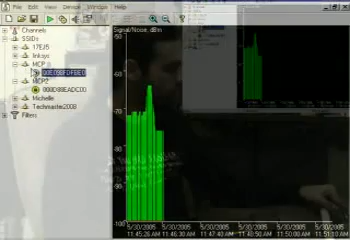 File Edit View Device Window Help
Channels
SSIDs
17EJ5
linksys
MCP
MCP2
000D88EADC00
Michelle
Techmaster2008
Filters
Signal/Noise, dBm
-50
-60
-70
-80
-90
-100
5/30/2005 5/30/2005 5/30/2005 5/30/2005 5/30/2005 5/30/2005
11:45:26 AM 11:46:30 AM 11:47:40 AM 11:48:50 AM 11:50:00 AM 11:51:10 AM